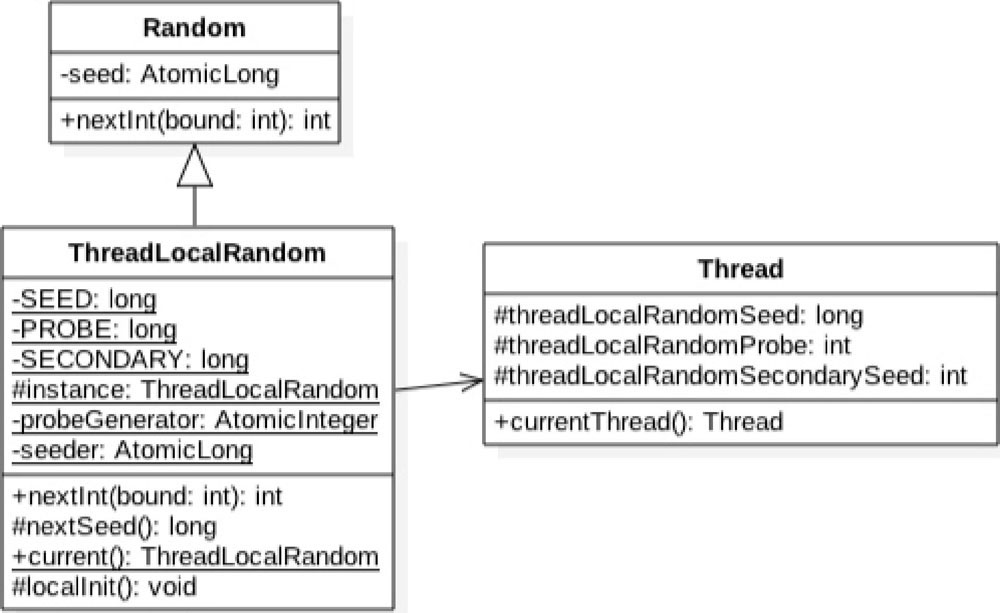 Random
-seed: AtomicLong
+nextInt(bound: int): int
ThreadLocalRandom
-SEED: long
-PROBE: long
-SECONDARY: long
#instance: ThreadLocalRandom
-probeGenerator: AtomicInteger
-seeder: AtomicLong
+nextInt(bound: int): int
#nextSeed(): long
+current(): ThreadLocalRandom
#localInit(): void
Thread
#threadLocalRandomSeed: long
#threadLocalRandomProbe: int
#threadLocalRandomSecondarySeed: int
+currentThread(): Thread